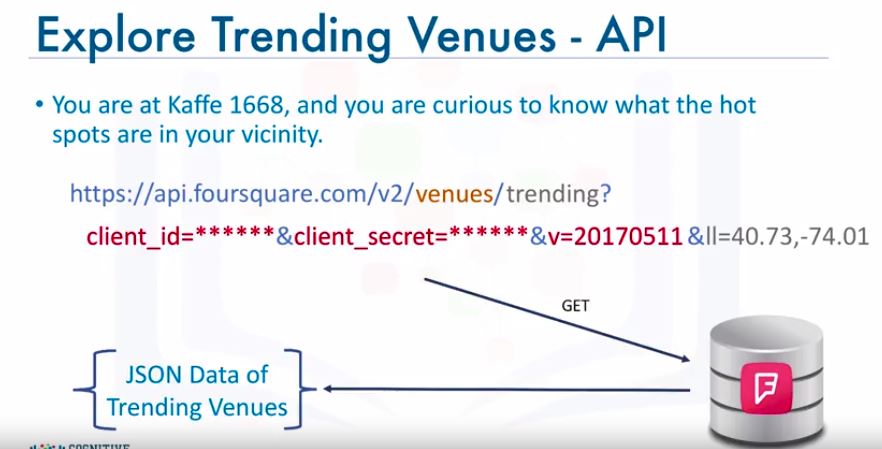 Explore Trending Venues - API
• You are at Kaffe 1668, and you are curious to know what the hot
spots are in your vicinity.
https://api.foursquare.com/v2/venues/trending?
client_id=******&client_secret=******&v=20170511&ll=40.73,-74.01
GET
JSON Data of
Trending Venues
COGNITIVE